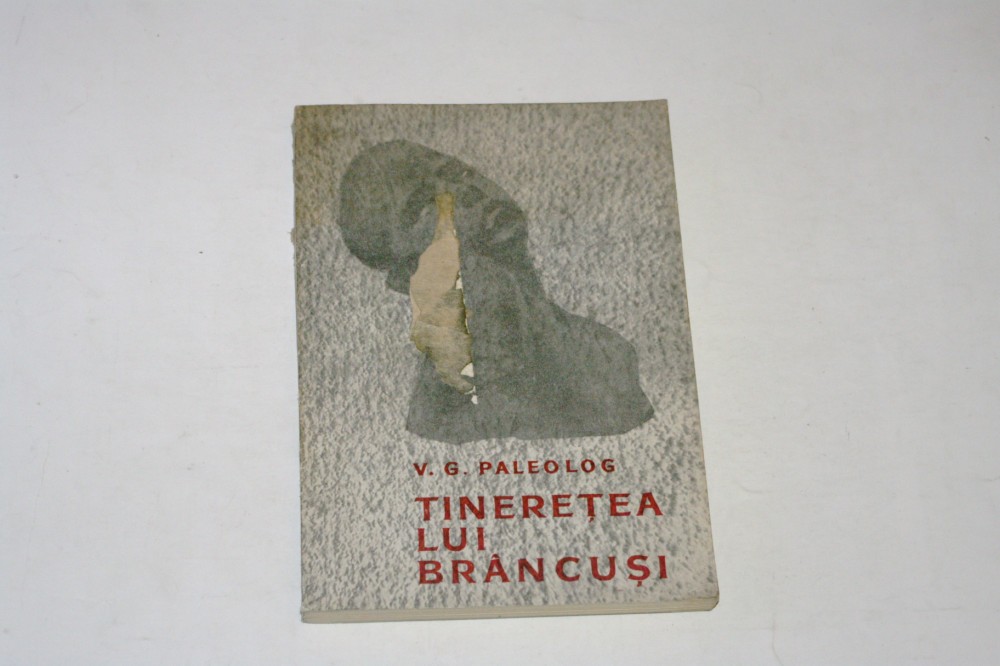 V. G. PALEOLOG
TINEREȚEA
LUI
BRÂNCUȘI